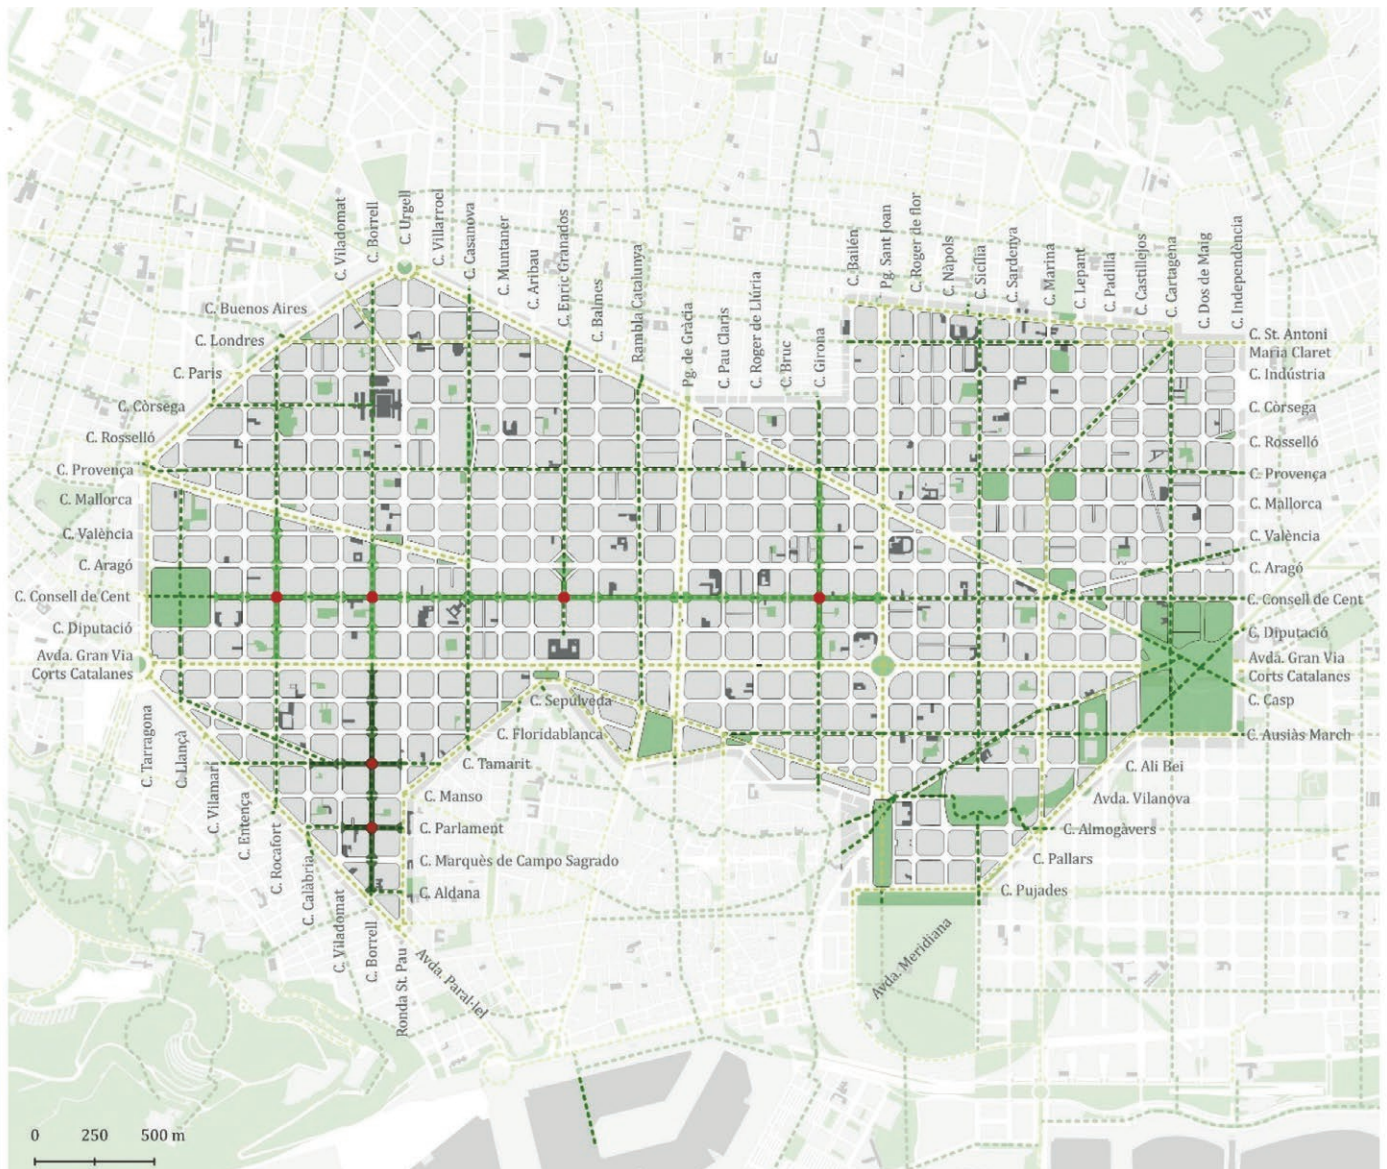 C. Viladomat
C. Borrell
C. Urgell
C. Villarroel
C. Casanova
C. Muntaner
C. Aribau
C. Enric Granados
C. Balmes
Rambla Catalunya
Pg. de Gràcia
C. Pau Claris
C. Roger de Llúria
C. Bruc
C. Girona
C. Bailén
Pg. Sant Joan
C. Roger de flor
C. Nàpols
C. Sicília
C. Sardenya
C. Marina
C. Lepant
C. Padilla
C. Castillejos
C. Cartagena
C. Dos de Maig
C. Independència
C. Buenos Aires
C. Londres
C. Paris
C. Còrsega
C. Rosselló
C. Provença
C. Mallorca
C. València
C. Aragó
C. Consell de Cent
C. Diputació
Avda. Gran Via
Corts Catalanes
C. St. Antoni
Maria Claret
C. Indústria
C. Còrsega
C. Rosselló
C. Provença
C. Mallorca
C. València
C. Aragó
C. Consell de Cent
C. Diputació
Avda. Gran Via
Corts Catalanes
C. Casp
C. Ausiàs March
C. Ali Bei
Avda. Vilanova
C. Almogàvers
C. Pallars
C. Pujades
Avda. Meridiana
C. Sepúlveda
C. Floridablanca
C. Tamarit
C. Manso
C. Parlament
C. Marquès de Campo Sagrado
C. Aldana
C. Tarragona
C. Llançà
C. Vilamarí
C. Entença
C. Rocafort
C. Calàbria
C. Viladomat
C. Borrell
Ronda St. Pau
Avda. Paral·lel
0 250 500 m